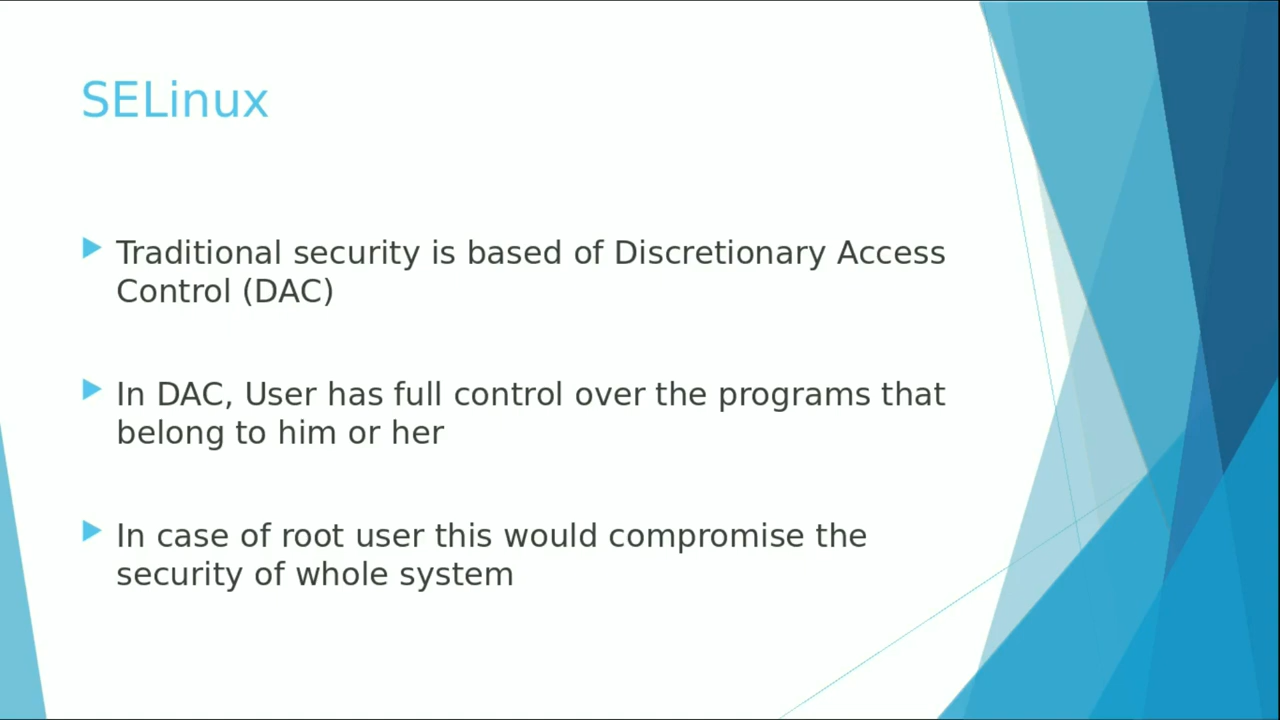 SELinux
Traditional security is based of Discretionary Access
Control (DAC)
In DAC, User has full control over the programs that
belong to him or her
In case of root user this would compromise the
security of whole system